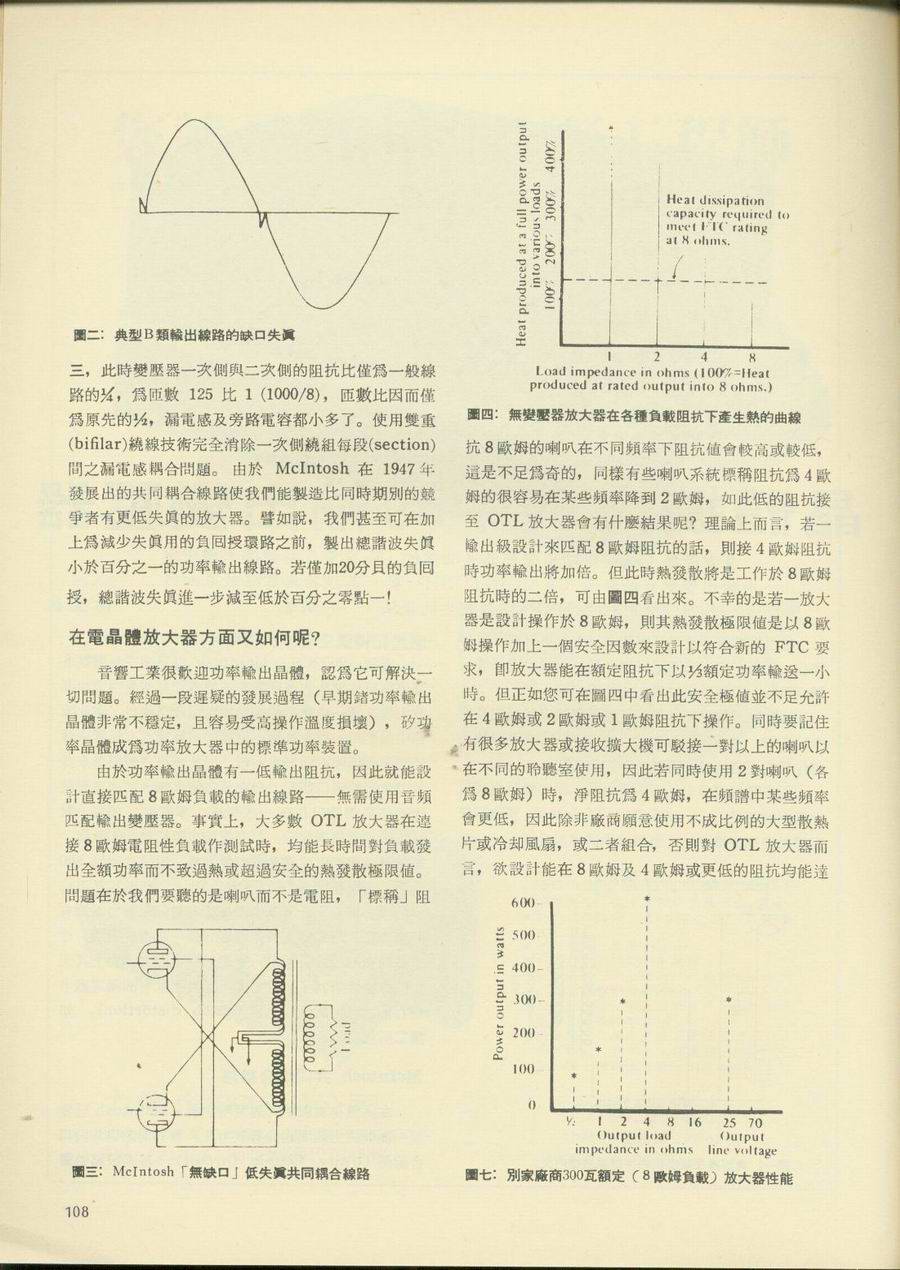 圖二: 典型B類輸出線路的缺口失眞
三，此時變壓器一次側與二次側的阻抗比僅爲一般線
路的¼，爲匝數 125 比 1 (1000/8)，匝數比因而僅
爲原先的½，漏電感及旁路電容都小多了。使用雙重
(bifilar)繞線技術完全消除一次側繞組每段(section)
間之漏電感耦合問題。由於 McIntosh 在 1947 年
發展出的共同耦合線路使我們能製造比同時期別的競
爭者有更低失眞的放大器。譬如說，我們甚至可在加
上爲減少失眞用的負回授環路之前，製出總諧波失眞
小於百分之一的功率輸出線路。若僅加20分貝的負回
授，總諧波失眞進一步減至低於百分之零點一!
在電晶體放大器方面又如何呢?
音響工業很歡迎功率輸出晶體，認爲它可解決一
切問題。經過一段遲疑的發展過程（早期鍺功率輸出
晶體非常不穩定，且容易受高操作溫度損壞），矽功
率晶體成爲功率放大器中的標準功率裝置。
由於功率輸出晶體有一低輸出阻抗，因此就能設
計直接匹配8歐姆負載的輸出線路——無需使用音頻
匹配輸出變壓器。事實上，大多數 OTL 放大器在連
接8歐姆電阻性負載作測試時，均能長時間對負載發
出全額功率而不致過熱或超過安全的熱發散極限值。
問題在於我們要聽的是喇叭而不是電阻，「標稱」阻
圖三: McIntosh「無缺口」低失眞共同耦合線路
108
Heat produced at a full power output
into various loads
100% 200% 300% 400%
Heat dissipation
capacity required to
meet FTC rating
at 8 ohms.
1 2 4 8
Load impedance in ohms (100%=Heat
produced at rated output into 8 ohms.)
圖四: 無變壓器放大器在各種負載阻抗下產生熱的曲線
抗8歐姆的喇叭在不同頻率下阻抗值會較高或較低，
這是不足爲奇的，同樣有些喇叭系統標稱阻抗爲4歐
姆的很容易在某些頻率降到2歐姆，如此低的阻抗接
至 OTL 放大器會有什麼結果呢? 理論上而言，若一
輸出級設計來匹配8歐姆阻抗的話，則接4歐姆阻抗
時功率輸出將加倍。但此時熱發散將是工作於8歐姆
阻抗時的二倍，可由圖四看出來。不幸的是若一放大
器是設計操作於8歐姆，則其熱發散極限值是以8歐
姆操作加上一個安全因數來設計以符合新的 FTC 要
求，卽放大器能在額定阻抗下以⅓額定功率輸送一小
時。但正如您可在圖四中看出此安全極値並不足允許
在4歐姆或2歐姆或1歐姆阻抗下操作。同時要記住
有很多放大器或接收擴大機可駁接一對以上的喇叭以
在不同的聆聽室使用，因此若同時使用2對喇叭（各
爲8歐姆）時，淨阻抗爲4歐姆，在頻譜中某些頻率
會更低，因此除非廠商願意使用不成比例的大型散熱
片或冷却風扇，或二者組合，否則對 OTL 放大器而
言，欲設計能在8歐姆及4歐姆或更低的阻抗均能達
Power output in watts
600
500
400
300
200
100
0
½ 1 2 4 8 16 25 70
Output load Output
impedance in ohms line voltage
圖七: 別家廠商300瓦額定（8歐姆負載）放大器性能